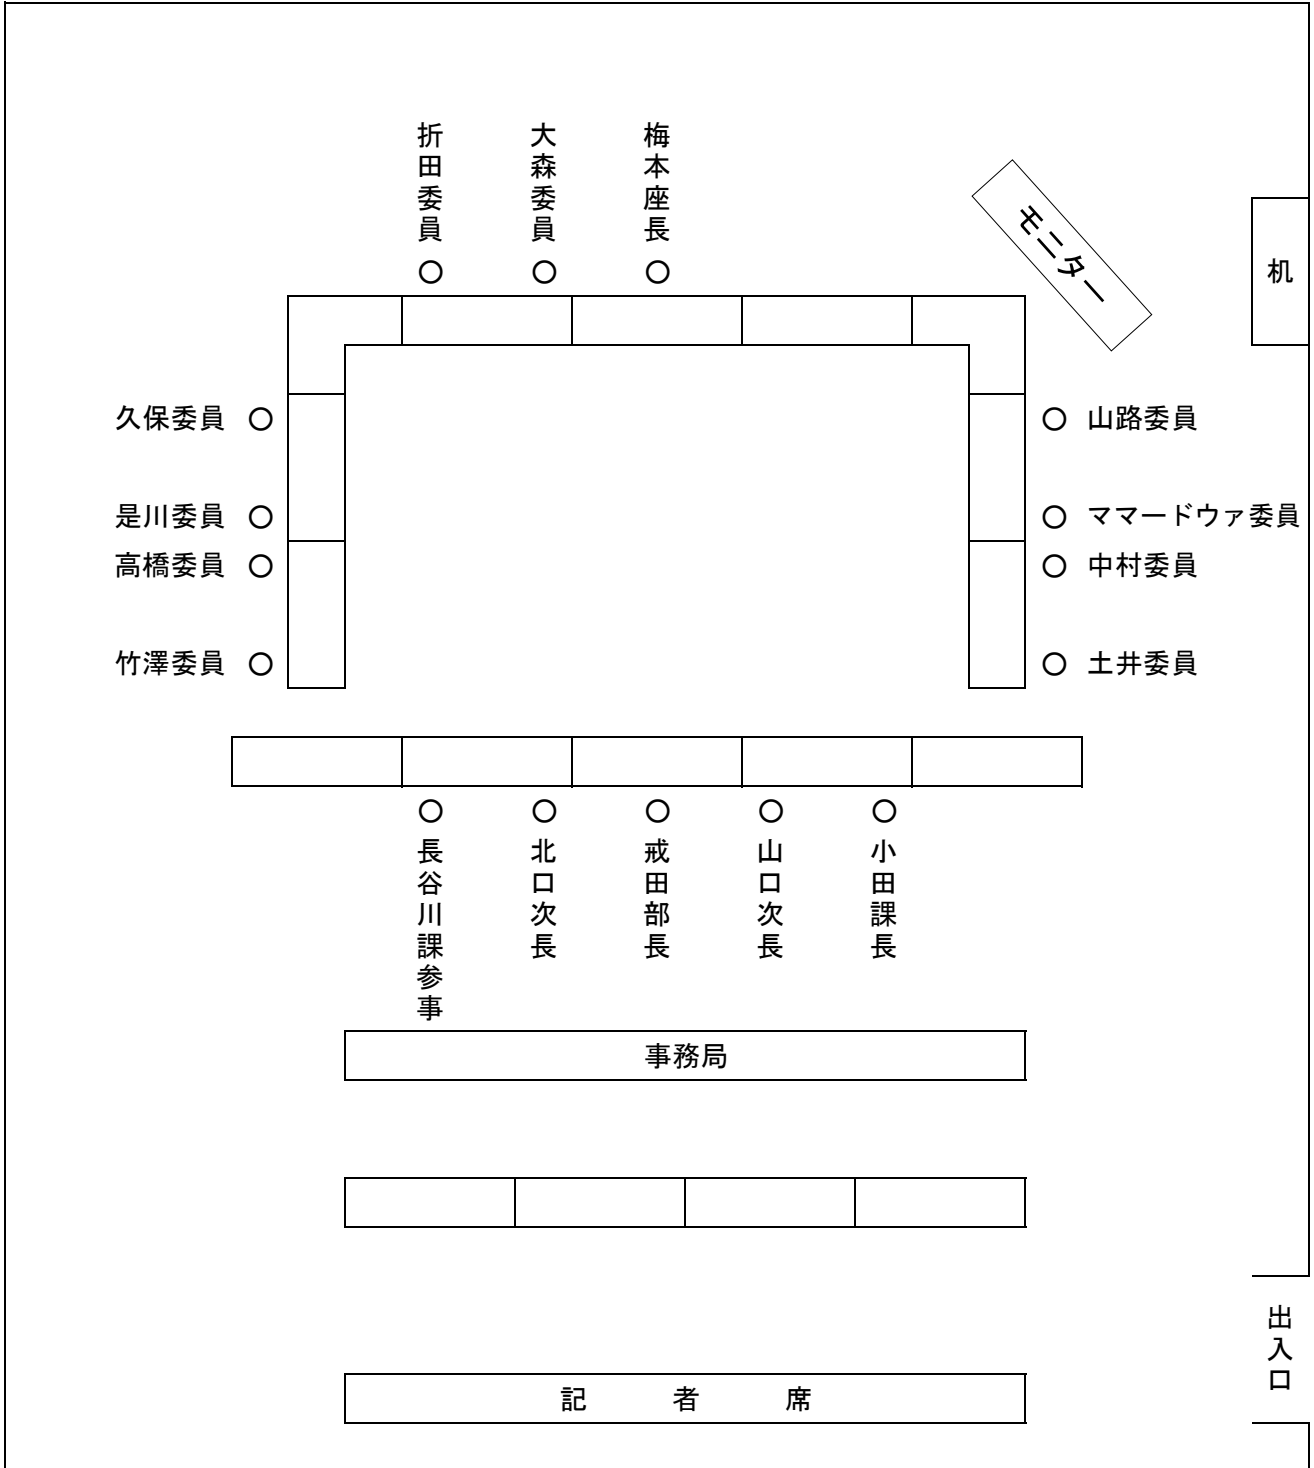 折田委員
大森委員
梅本座長
モニター
机
久保委員
山路委員
是川委員
ママードウァ委員
高橋委員
中村委員
竹澤委員
土井委員
長谷川課参事
北口次長
戒田部長
山口次長
小田課長
事務局
出入口
記者席